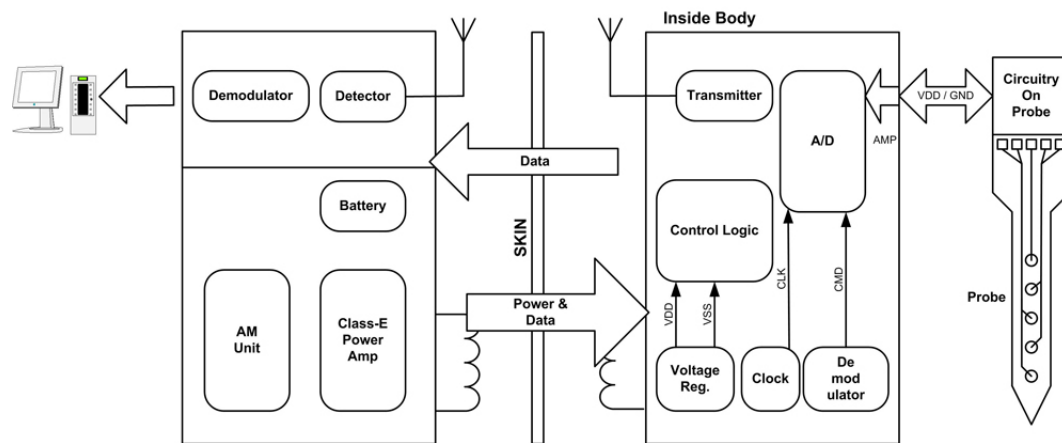 Inside Body
Demodulator
Detector
Transmitter
A/D
VDD / GND
AMP
Circuitry
On
Probe
Data
Battery
SKIN
Control Logic
CLK
CMD
Power &
Data
VDD
VSS
Probe
AM
Unit
Class-E
Power
Amp
Voltage
Reg.
Clock
De
mod
ulator